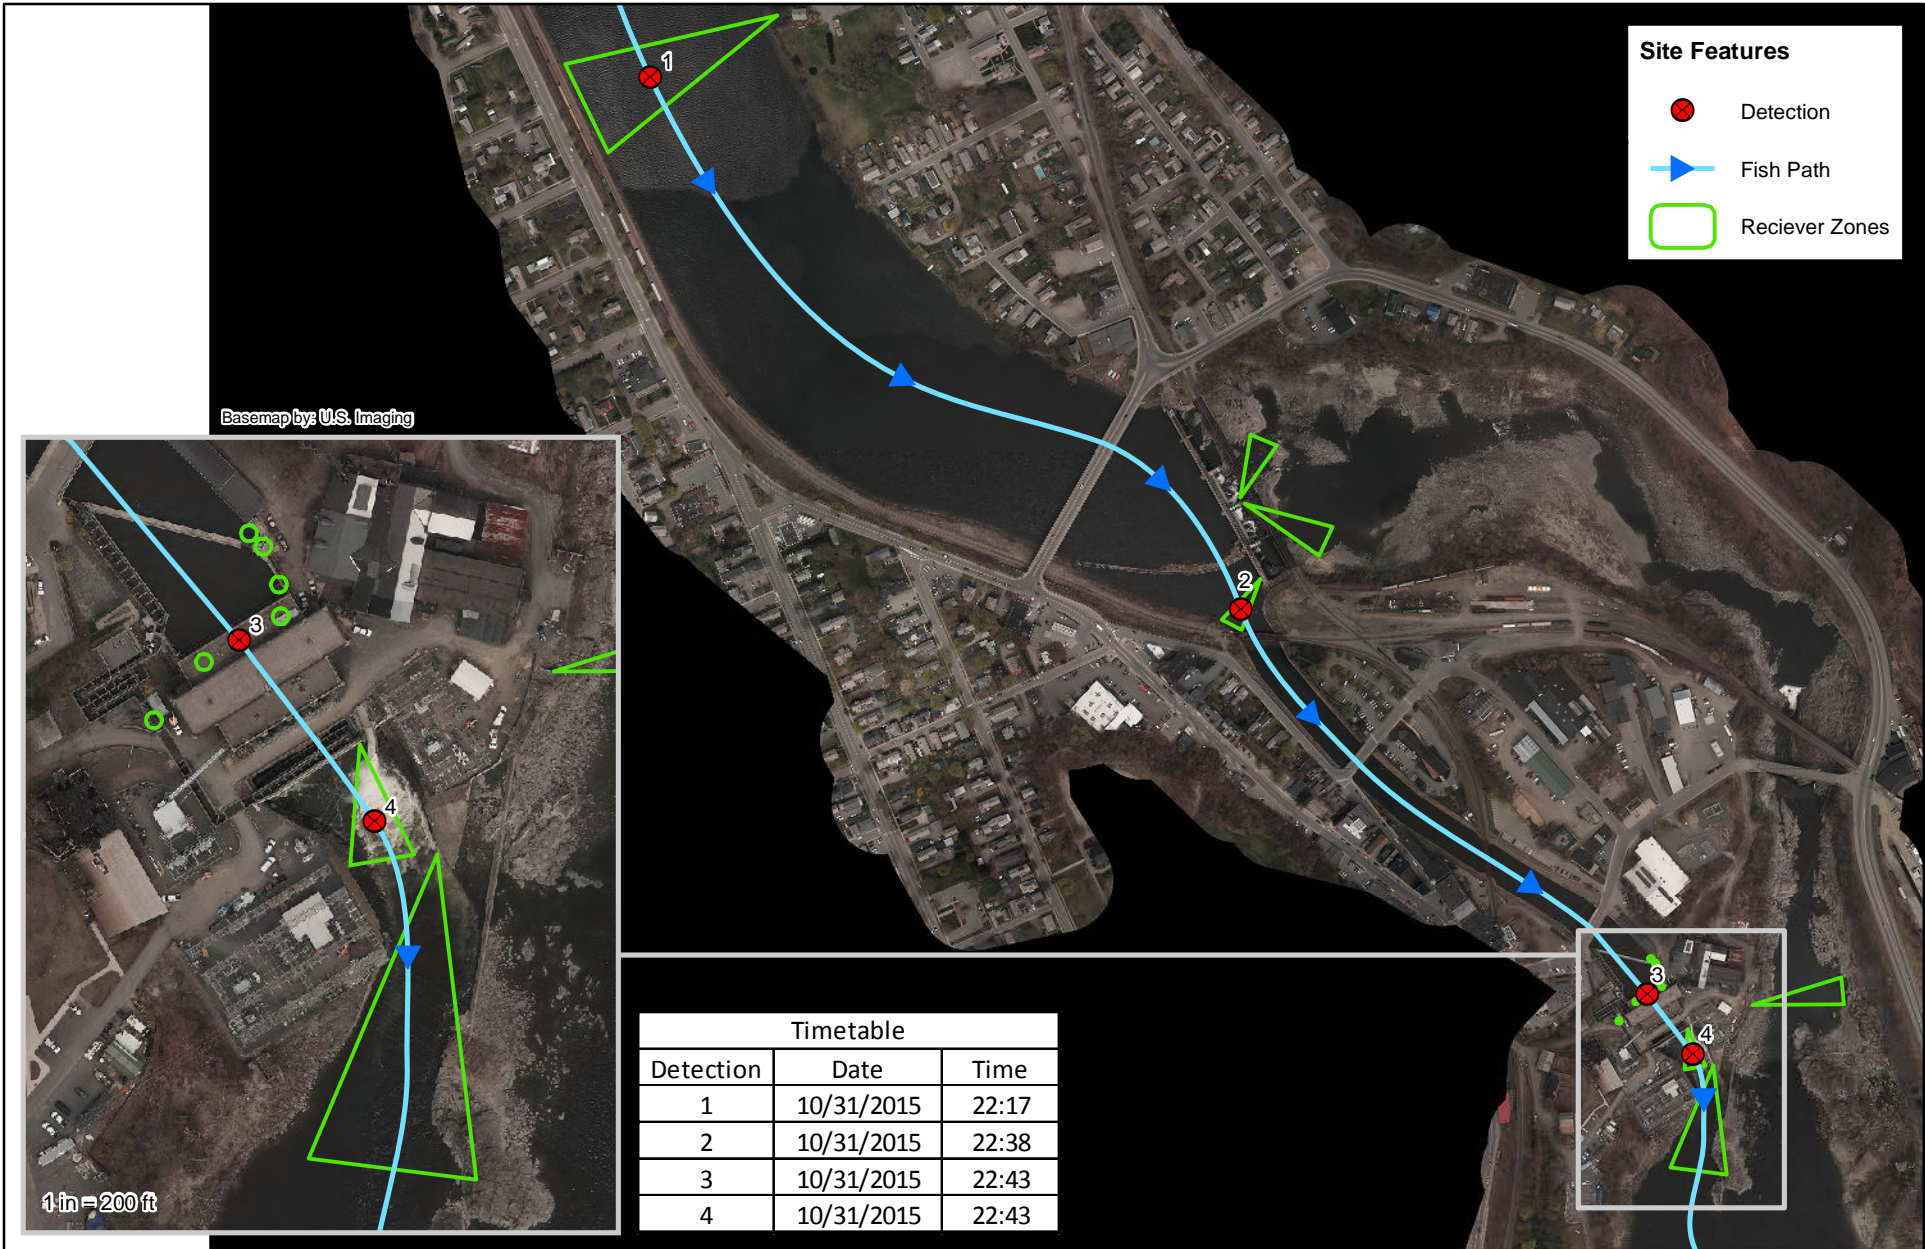 Site Features
Detection
Fish Path
Reciever Zones
1
2
3
4
Basemap by: U.S. Imaging
3
4
1 in = 200 ft
Timetable
Detection Date Time
1 10/31/2015 22:17
2 10/31/2015 22:38
3 10/31/2015 22:43
4 10/31/2015 22:43